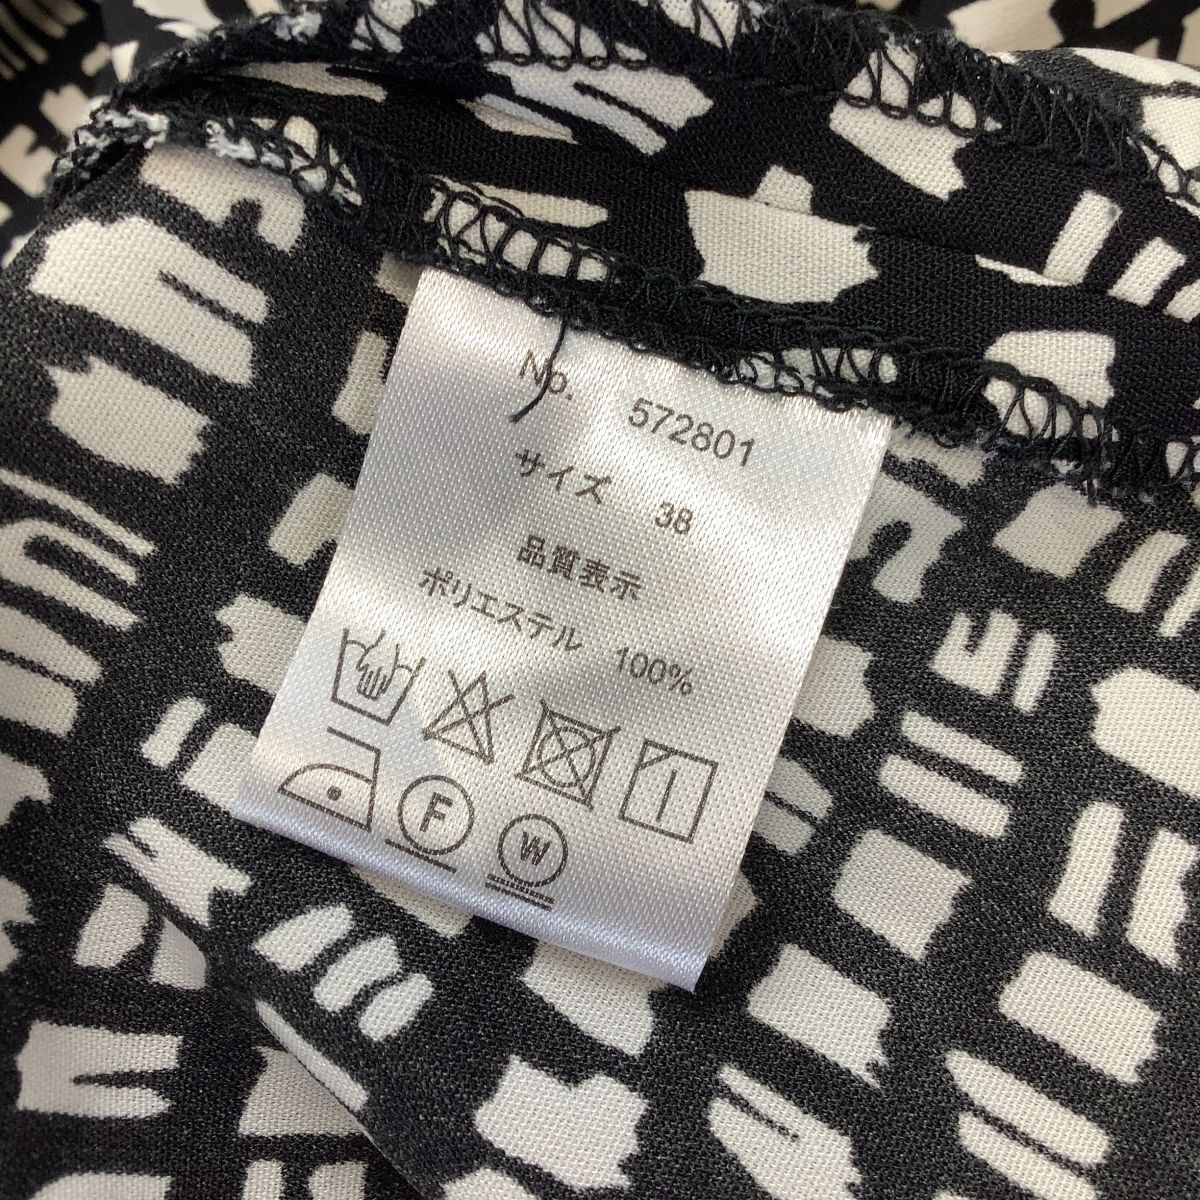 No. 572801
サイズ 38
品質表示
ポリエステル 100%
F W